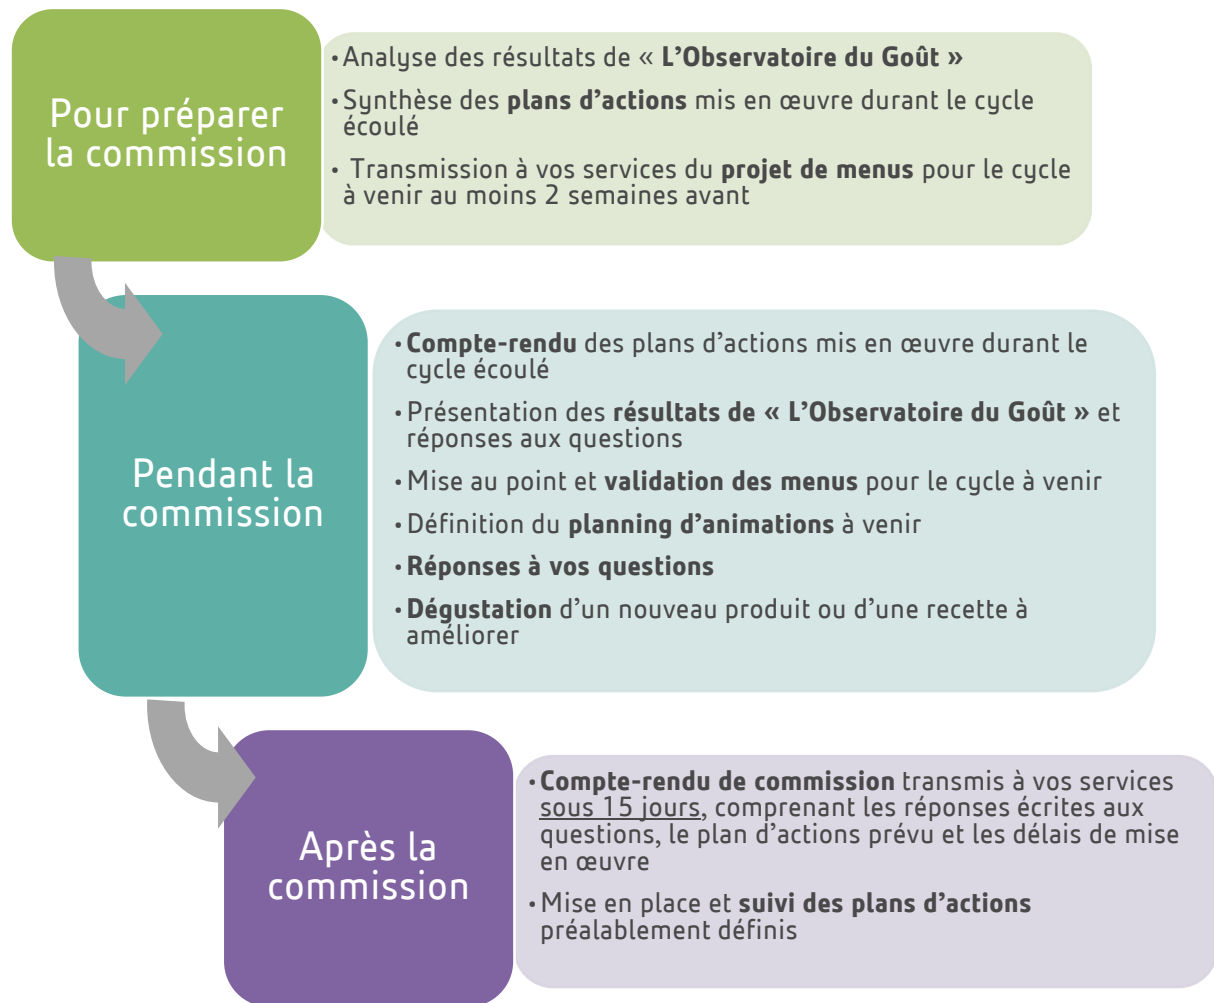 Pour préparer
la commission
•Analyse des résultats de « L'Observatoire du Goût »
•Synthèse des plans d'actions mis en œuvre durant le cycle
écoulé
• Transmission à vos services du projet de menus pour le cycle
à venir au moins 2 semaines avant
Pendant la
commission
•Compte-rendu des plans d'actions mis en œuvre durant le
cycle écoulé
•Présentation des résultats de « L'Observatoire du Goût » et
réponses aux questions
•Mise au point et validation des menus pour le cycle à venir
•Définition du planning d'animations à venir
•Réponses à vos questions
•Dégustation d'un nouveau produit ou d'une recette à
améliorer
Après la
commission
•Compte-rendu de commission transmis à vos services
sous 15 jours, comprenant les réponses écrites aux
questions, le plan d'actions prévu et les délais de mise
en œuvre
•Mise en place et suivi des plans d'actions
préalablement définis